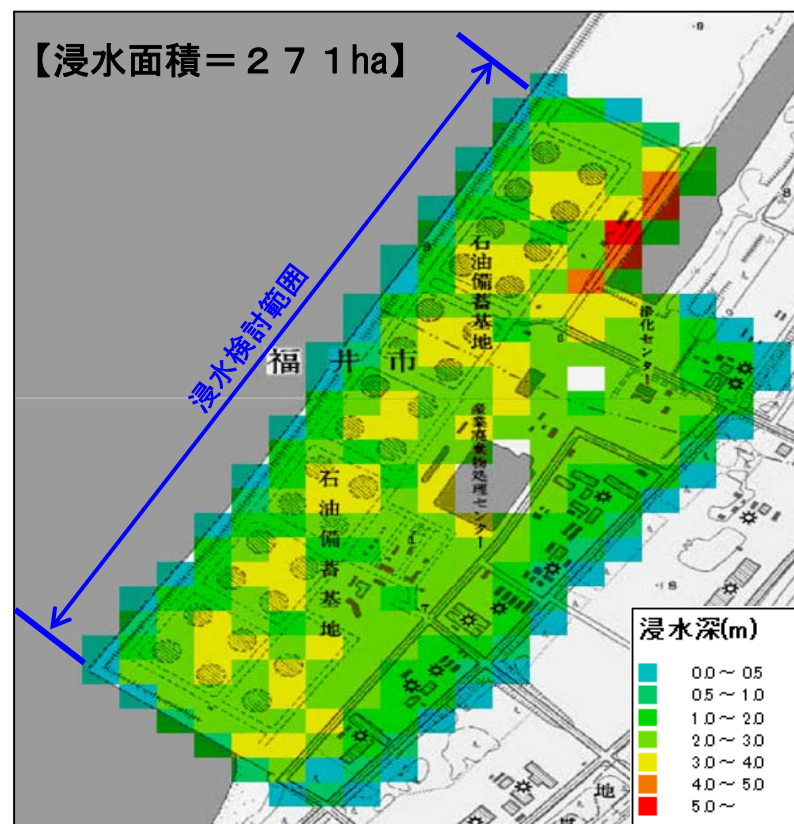 【浸水面積＝２７１ha】
浸水検討範囲
福井市
石油備蓄基地
浄化センター
産業廃棄物処理センター
石油備蓄基地
地
浸水深(m)
0.0～0.5
0.5～1.0
1.0～2.0
2.0～3.0
3.0～4.0
4.0～5.0
5.0～